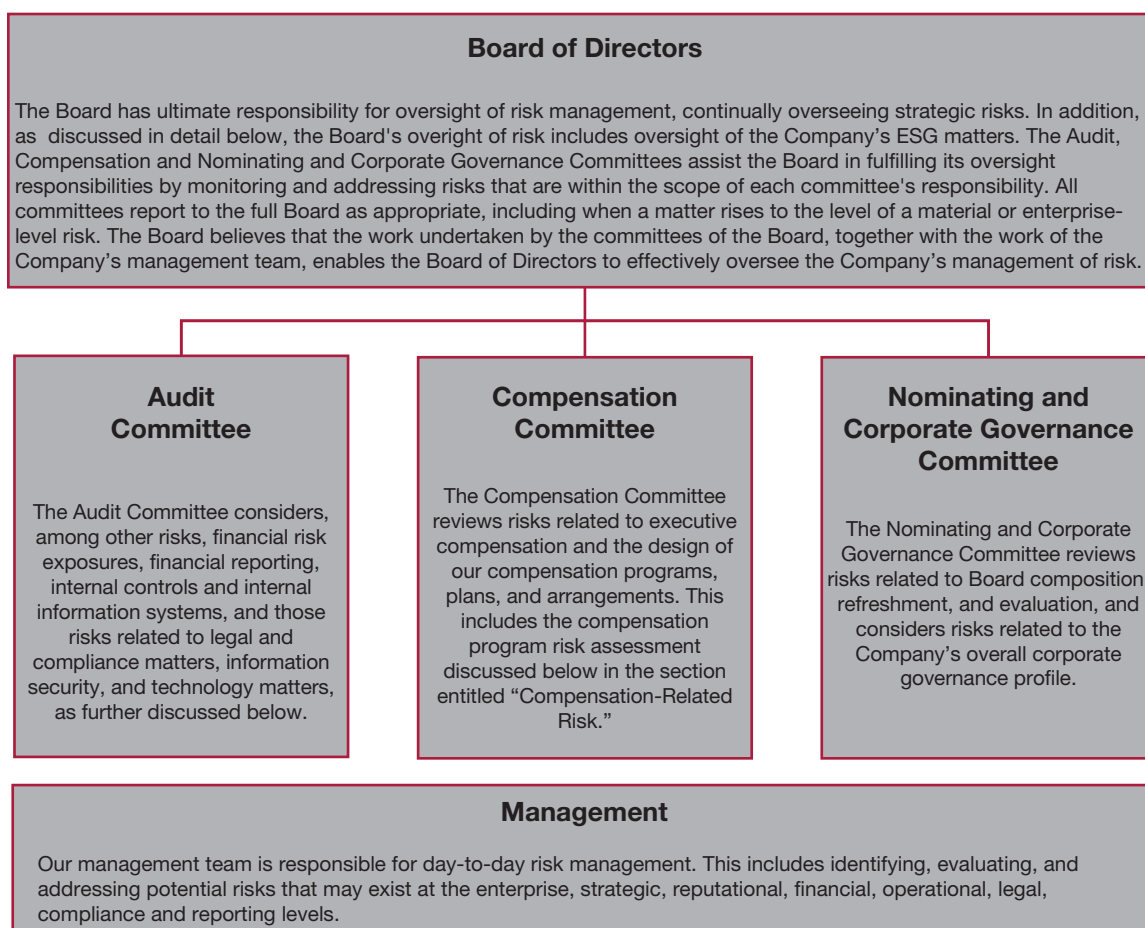 Board of Directors
The Board has ultimate responsibility for oversight of risk management, continually overseeing strategic risks. In addition,
as discussed in detail below, the Board's overight of risk includes oversight of the Company’s ESG matters. The Audit,
Compensation and Nominating and Corporate Governance Committees assist the Board in fulfilling its oversight
responsibilities by monitoring and addressing risks that are within the scope of each committee's responsibility. All
committees report to the full Board as appropriate, including when a matter rises to the level of a material or enterprise-
level risk. The Board believes that the work undertaken by the committees of the Board, together with the work of the
Company’s management team, enables the Board of Directors to effectively oversee the Company’s management of risk.
Audit
Committee
The Audit Committee considers,
among other risks, financial risk
exposures, financial reporting,
internal controls and internal
information systems, and those
risks related to legal and
compliance matters, information
security, and technology matters,
as further discussed below.
Compensation
Committee
The Compensation Committee
reviews risks related to executive
compensation and the design of
our compensation programs,
plans, and arrangements. This
includes the compensation
program risk assessment
discussed below in the section
entitled “Compensation-Related
Risk.”
Nominating and
Corporate Governance
Committee
The Nominating and Corporate
Governance Committee reviews
risks related to Board composition
refreshment, and evaluation, and
considers risks related to the
Company’s overall corporate
governance profile.
Management
Our management team is responsible for day-to-day risk management. This includes identifying, evaluating, and
addressing potential risks that may exist at the enterprise, strategic, reputational, financial, operational, legal,
compliance and reporting levels.